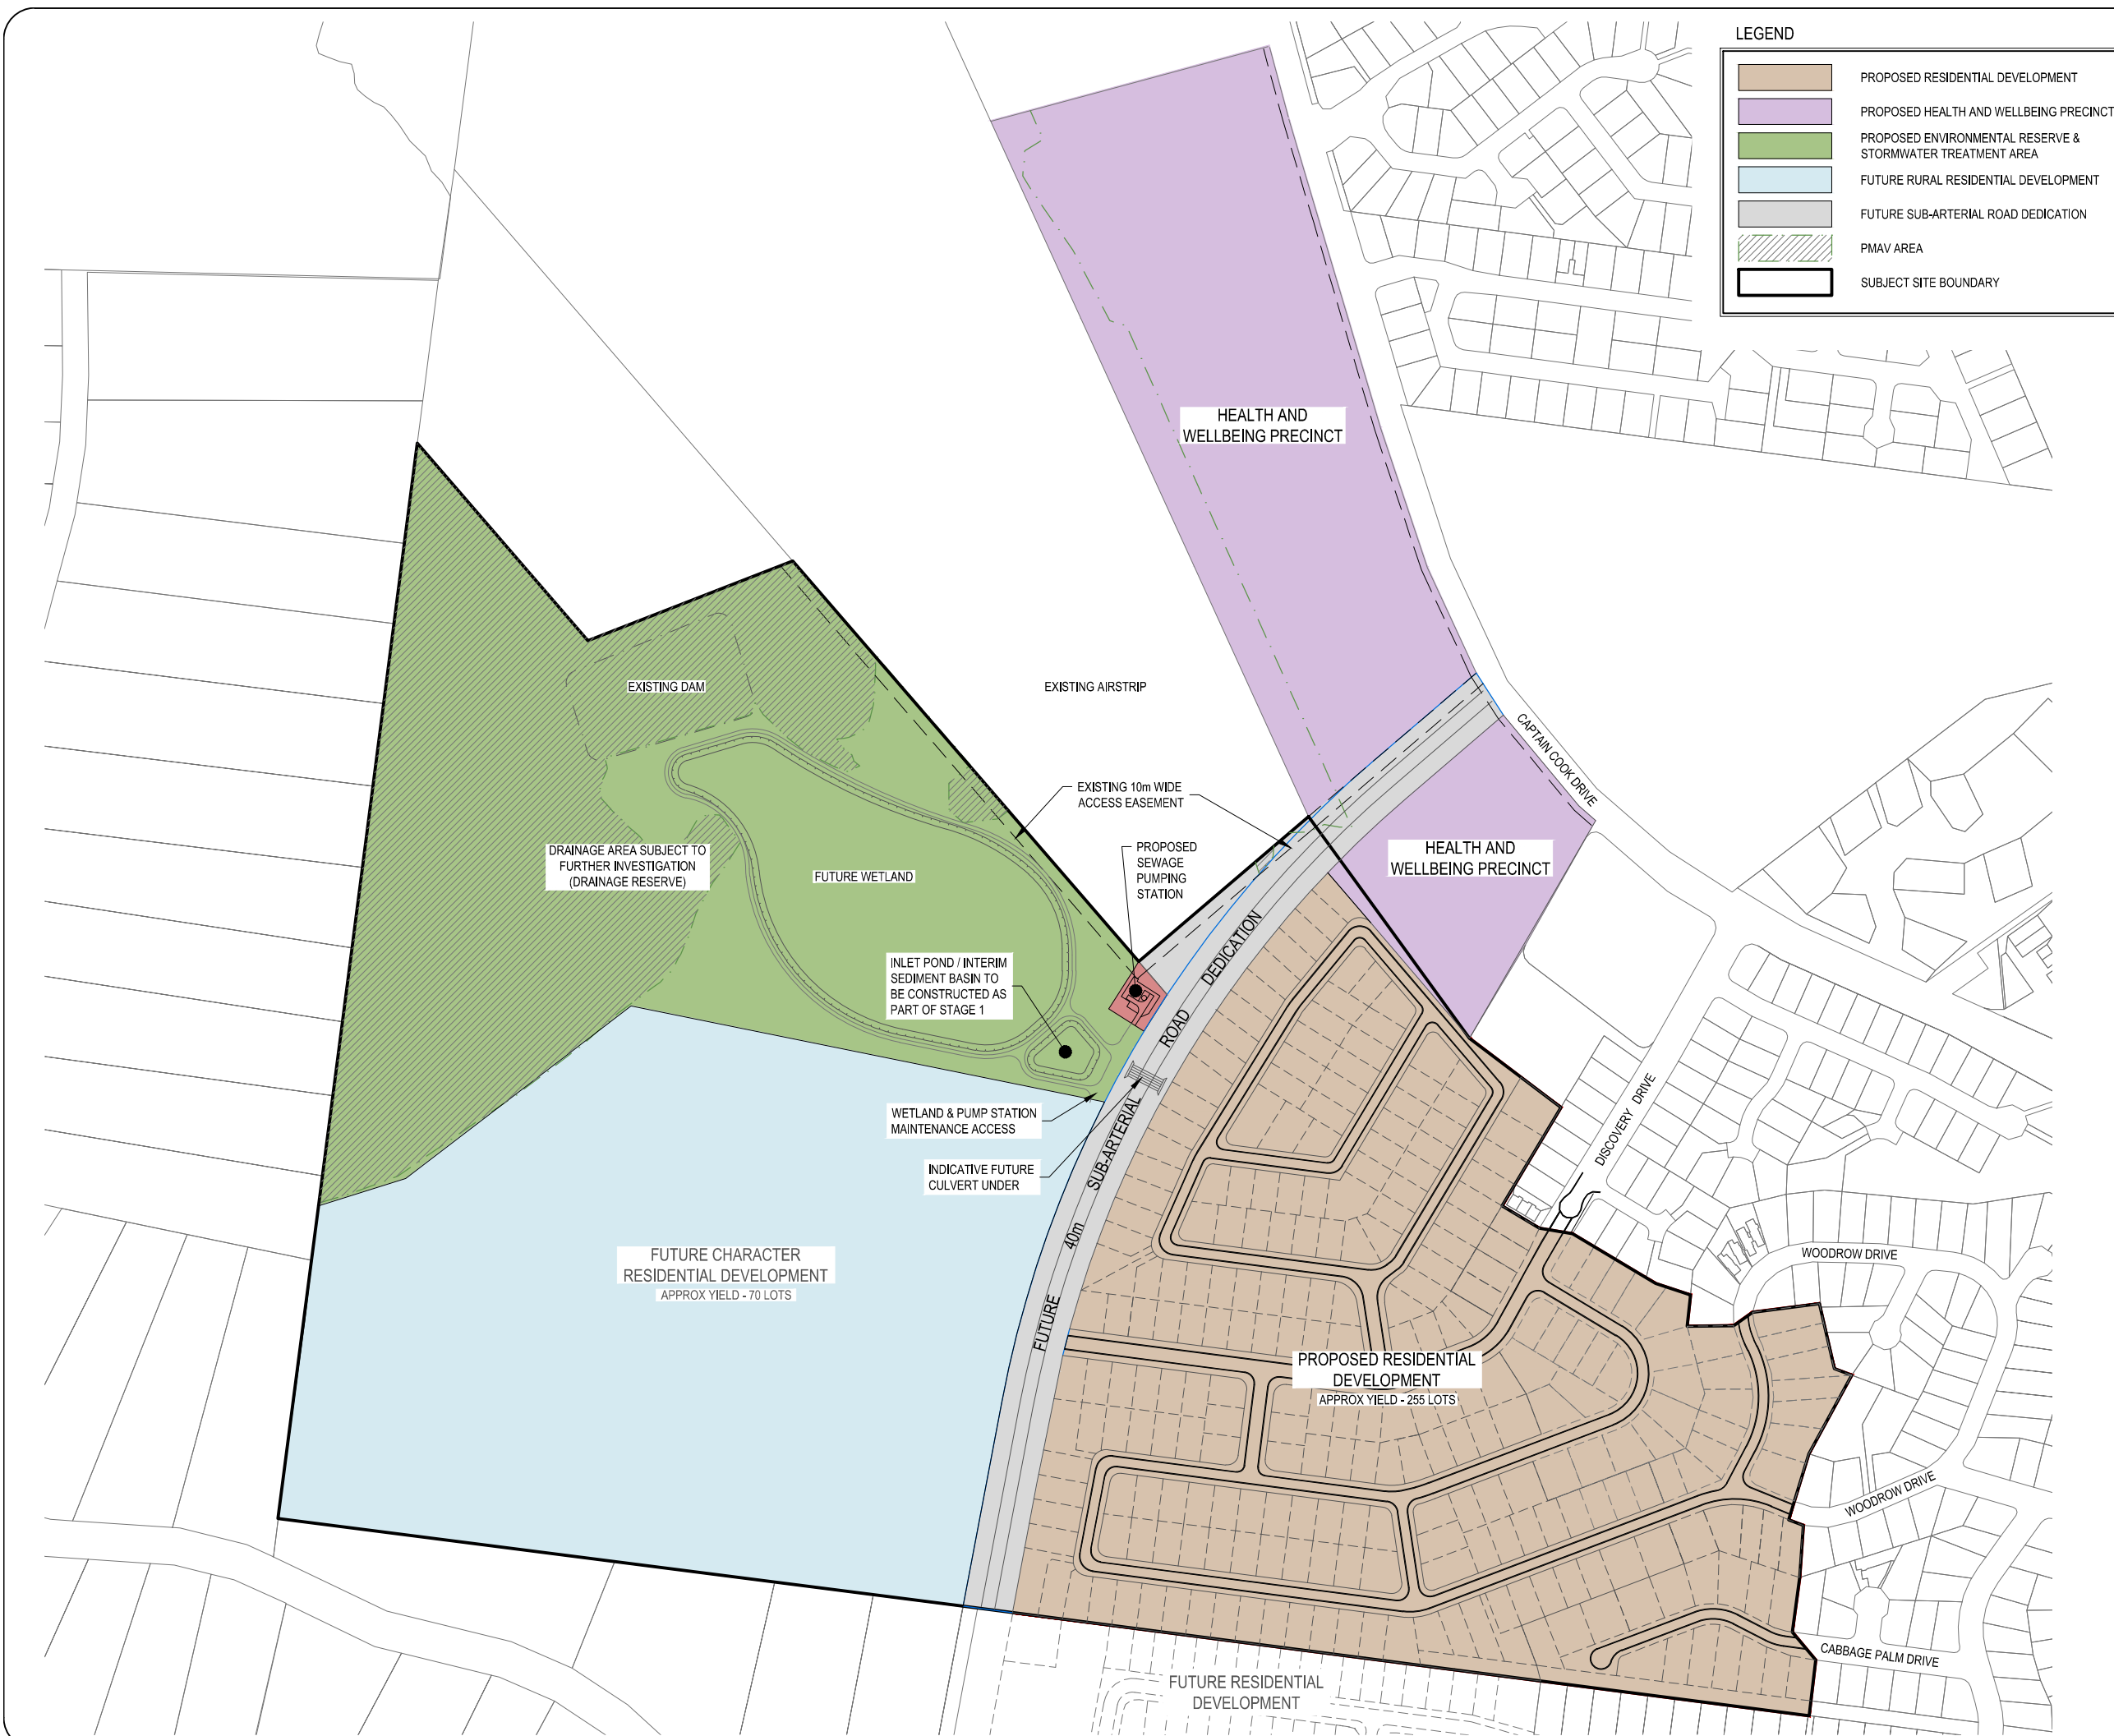 LEGEND
PROPOSED RESIDENTIAL DEVELOPMENT
PROPOSED HEALTH AND WELLBEING PRECINCT
PROPOSED ENVIRONMENTAL RESERVE &
STORMWATER TREATMENT AREA
FUTURE RURAL RESIDENTIAL DEVELOPMENT
FUTURE SUB-ARTERIAL ROAD DEDICATION
PMAV AREA
SUBJECT SITE BOUNDARY
HEALTH AND
WELLBEING PRECINCT
EXISTING DAM
EXISTING AIRSTRIP
CAPTAIN COOK DRIVE
EXISTING 10m WIDE
ACCESS EASEMENT
DRAINAGE AREA SUBJECT TO
FURTHER INVESTIGATION
(DRAINAGE RESERVE)
FUTURE WETLAND
PROPOSED
SEWAGE
PUMPING
STATION
HEALTH AND
WELLBEING PRECINCT
INLET POND / INTERIM
SEDIMENT BASIN TO
BE CONSTRUCTED AS
PART OF STAGE 1
WETLAND & PUMP STATION
MAINTENANCE ACCESS
INDICATIVE FUTURE
CULVERT UNDER
FUTURE 40m SUB-ARTERIAL ROAD DEDICATION
DISCOVERY DRIVE
WOODROW DRIVE
FUTURE CHARACTER
RESIDENTIAL DEVELOPMENT
APPROX YIELD - 70 LOTS
PROPOSED RESIDENTIAL
DEVELOPMENT
APPROX YIELD - 255 LOTS
WOODROW DRIVE
CABBAGE PALM DRIVE
FUTURE RESIDENTIAL
DEVELOPMENT